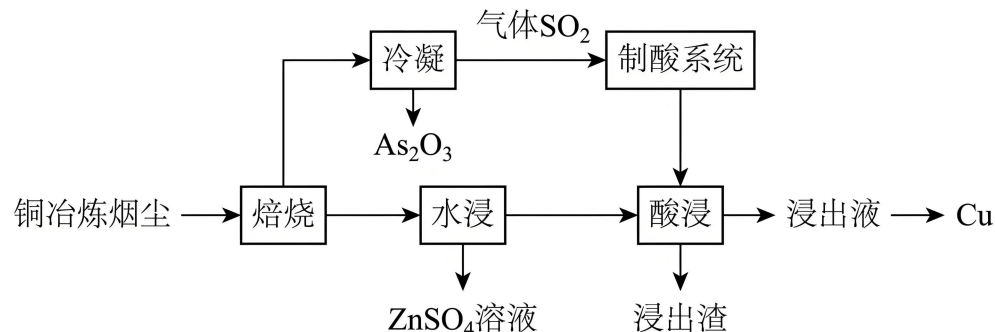 气体SO₂
冷凝
制酸系统
As₂O₃
铜冶炼烟尘
焙烧
水浸
酸浸
浸出液
Cu
ZnSO₄溶液
浸出渣